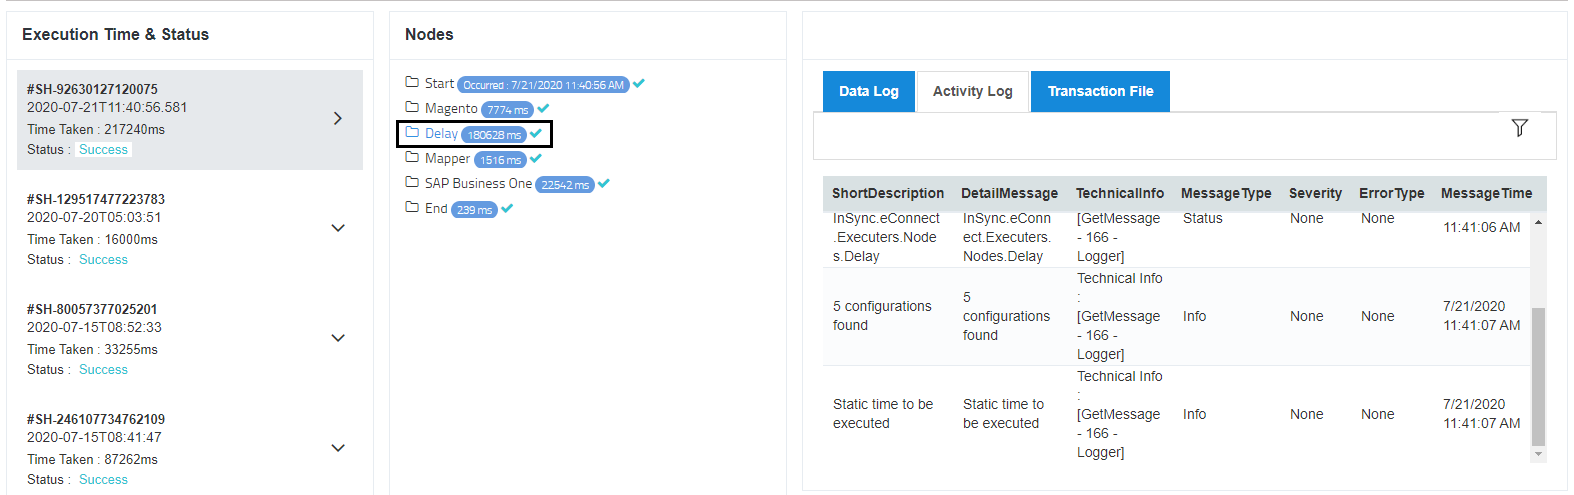 Execution Time & Status
#SH-92630127120075
2020-07-21T11:40:56.581
Time Taken : 217240ms
Status : Success
#SH-129517477223783
2020-07-20T05:03:51
Time Taken : 16000ms
Status : Success
#SH-80057377025201
2020-07-15T08:52:33
Time Taken : 33255ms
Status : Success
#SH-246107734762109
2020-07-15T08:41:47
Time Taken : 87262ms
Status : Success
Nodes
Start Occurred : 7/21/2020 11:40:56 AM
Magento 7774 ms
Delay 180628 ms
Mapper 1516 ms
SAP Business One 22542 ms
End 239 ms
Data Log Activity Log Transaction File
ShortDescription DetailMessage TechnicalInfo MessageType Severity ErrorType MessageTime
InSync.eConnect InSync.eConn [GetMessage Status None None
.Executers.Node ect.Executers. - 166 - 11:41:06 AM
s.Delay Nodes.Delay Logger]
Technical Info
:
5 configurations found
5 configurations found
[GetMessage
- 166 -
Logger]
Info None None
7/21/2020
11:41:07 AM
Technical Info
:
Static time to be executed
Static time to be executed
[GetMessage
- 166 -
Logger]
Info None None
7/21/2020
11:41:07 AM